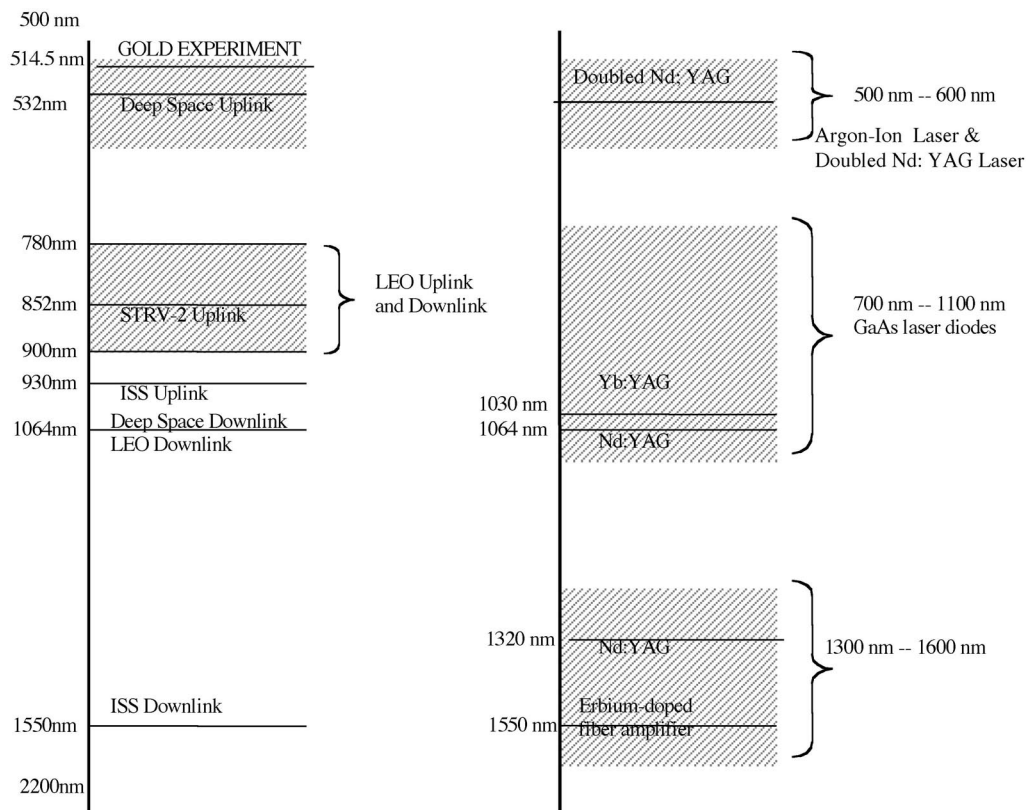 500 nm
514.5 nm
GOLD EXPERIMENT
532nm
Deep Space Uplink
780nm
852nm
STRV-2 Uplink
900nm
LEO Uplink
and Downlink
930nm
ISS Uplink
Deep Space Downlink
1064nm
LEO Downlink
ISS Downlink
1550nm
2200nm
Doubled Nd; YAG
500 nm -- 600 nm
Argon-Ion Laser &
Doubled Nd: YAG Laser
700 nm -- 1100 nm
GaAs laser diodes
Yb:YAG
1030 nm
1064 nm
Nd:YAG
1320 nm
Nd:YAG
1300 nm -- 1600 nm
Erbium-doped
1550 nm
fiber amplifier